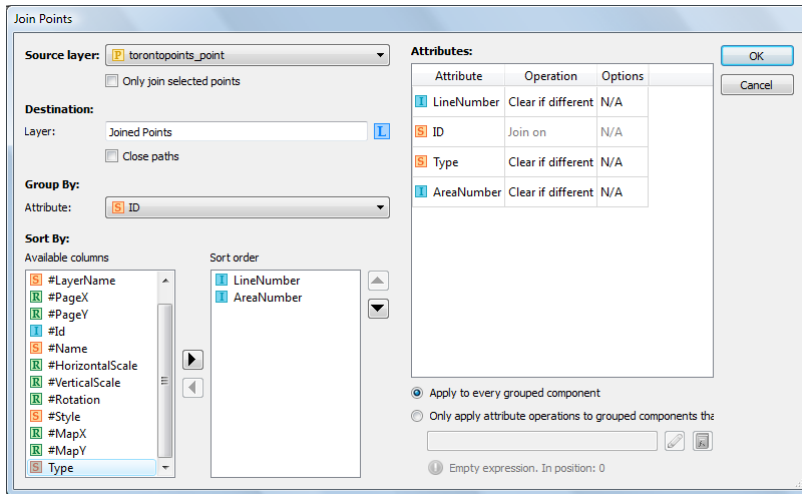 Join Points
Source layer: P torontopoints_point
Only join selected points
Destination:
Layer: Joined Points L
Close paths
Group By:
Attribute: S ID
Sort By:
Available columns
S #LayerName
R #PageX
R #PageY
I #Id
S #Name
R #HorizontalScale
R #VerticalScale
R #Rotation
S #Style
R #MapX
R #MapY
S Type
Sort order
I LineNumber
I AreaNumber
Attributes:
Attribute Operation Options
I LineNumber Clear if different N/A
S ID Join on N/A
S Type Clear if different N/A
I AreaNumber Clear if different N/A
Apply to every grouped component
Only apply attribute operations to grouped components tha
Empty expression. In position: 0
OK
Cancel